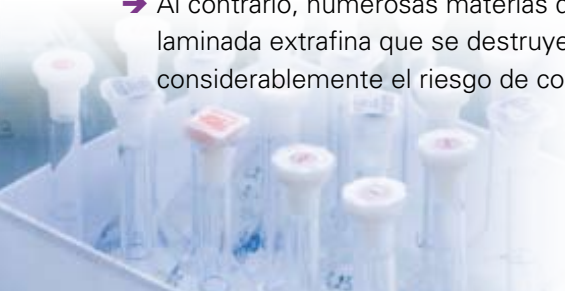 → Al contrario, numerosas materias
laminada extrafina que se destruye
considerablemente el riesgo de